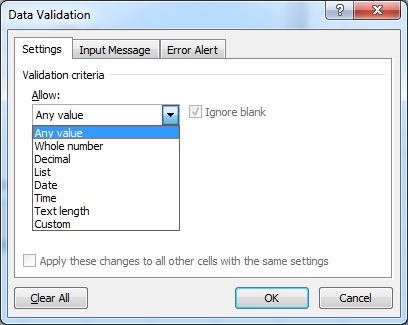 Data Validation
Settings Input Message Error Alert
Validation criteria
Allow:
Any value Ignore blank
Any value
Whole number
Decimal
List
Date
Time
Text length
Custom
Apply these changes to all other cells with the same settings
Clear All OK Cancel